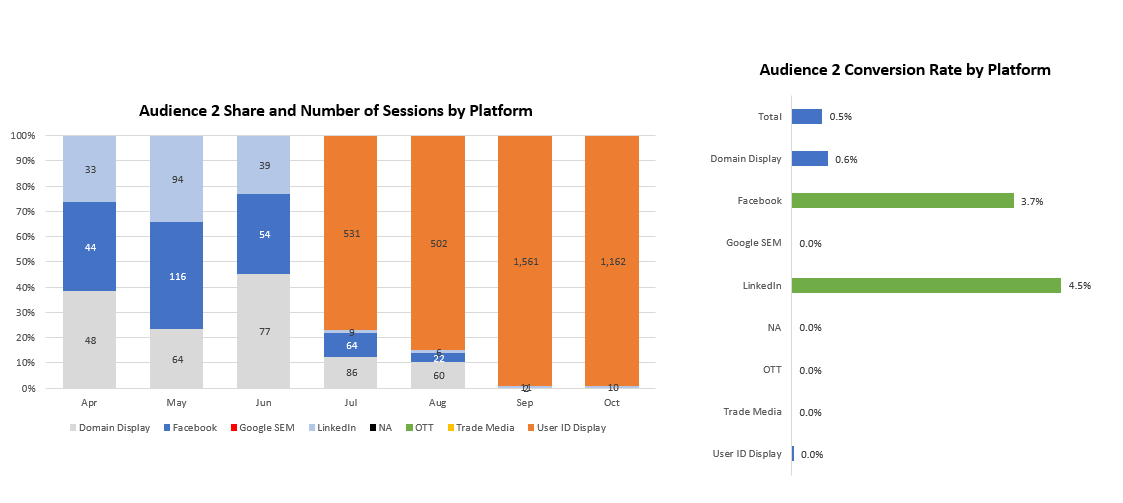 Audience 2 Share and Number of Sessions by Platform
100%
90%
80%
70%
60%
50%
40%
30%
20%
10%
0%
33
44
48
94
116
64
39
54
77
531
9
64
86
502
22
60
1,561
11
1,162
10
Apr May Jun Jul Aug Sep Oct
Domain Display Facebook Google SEM LinkedIn NA OTT Trade Media User ID Display
Audience 2 Conversion Rate by Platform
Total 0.5%
Domain Display 0.6%
Facebook 3.7%
Google SEM 0.0%
LinkedIn 4.5%
NA 0.0%
OTT 0.0%
Trade Media 0.0%
User ID Display 0.0%